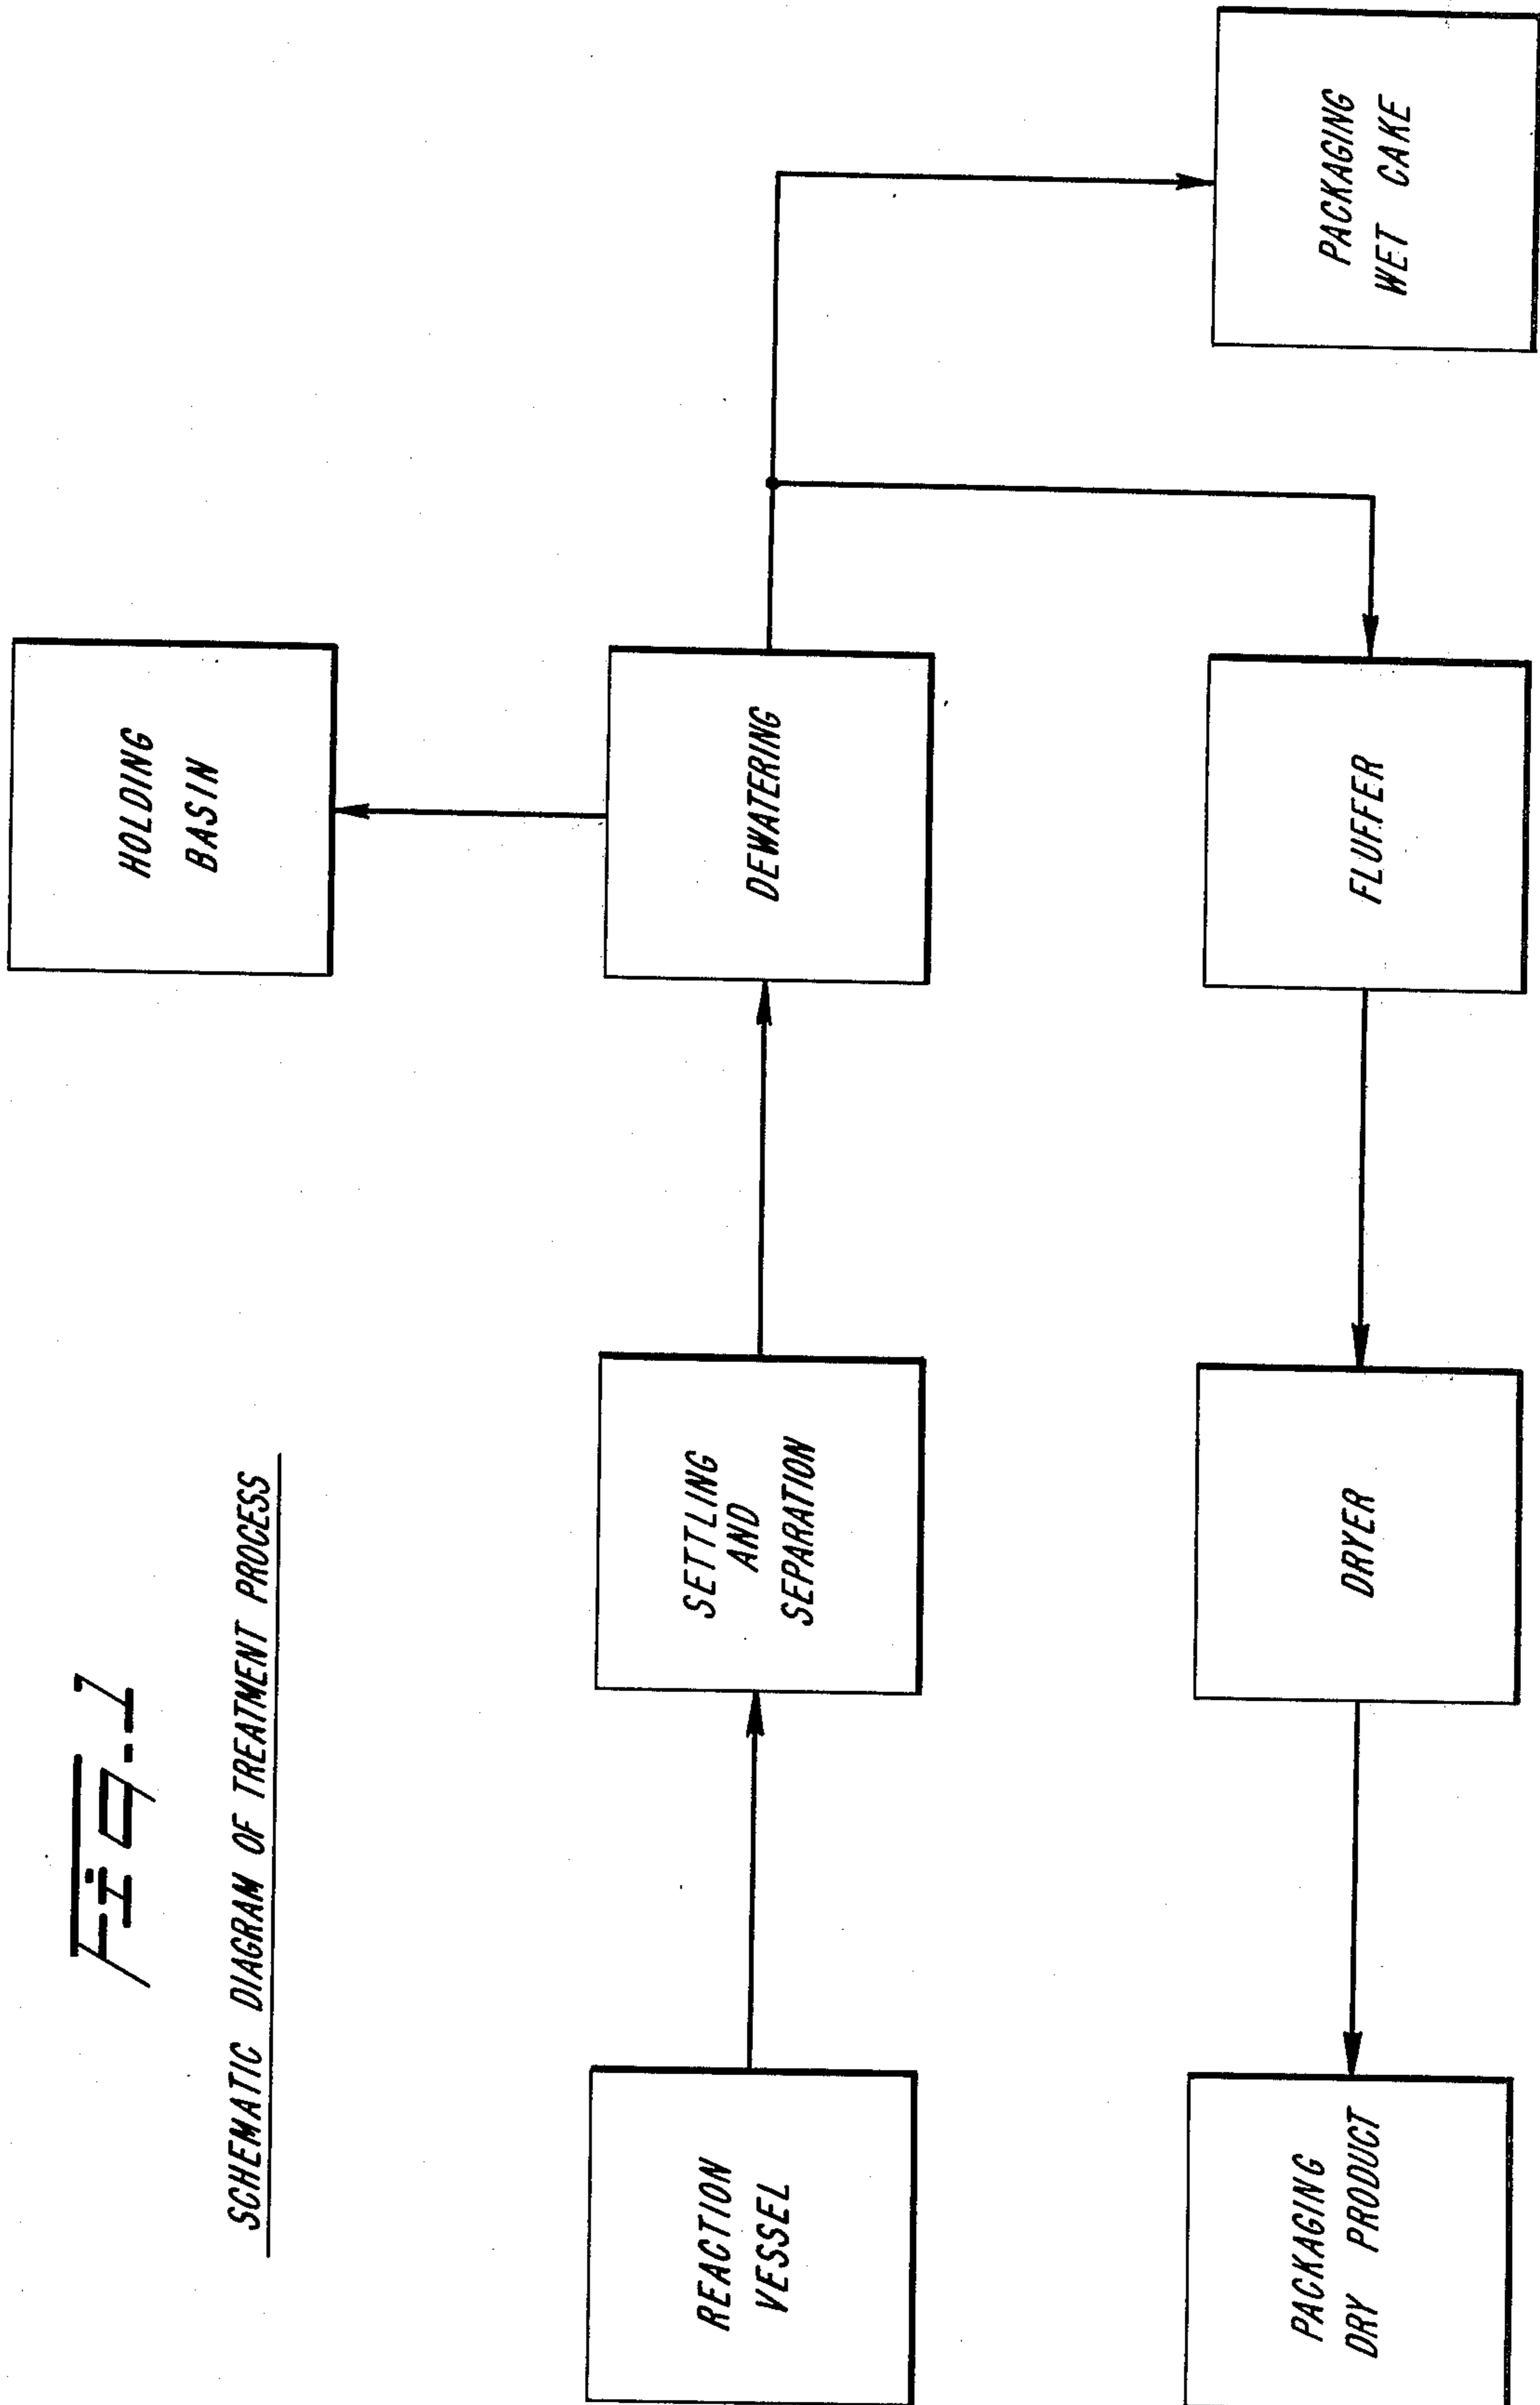 Fig. 1
SCHEMATIC DIAGRAM OF TREATMENT PROCESS
HOLDING
BASIN
REACTION
VESSEL
SETTLING
AND
SEPARATION
DEWATERING
PACKAGING
WET CAKE
FLUFFER
DRYER
PACKAGING
DRY PRODUCT